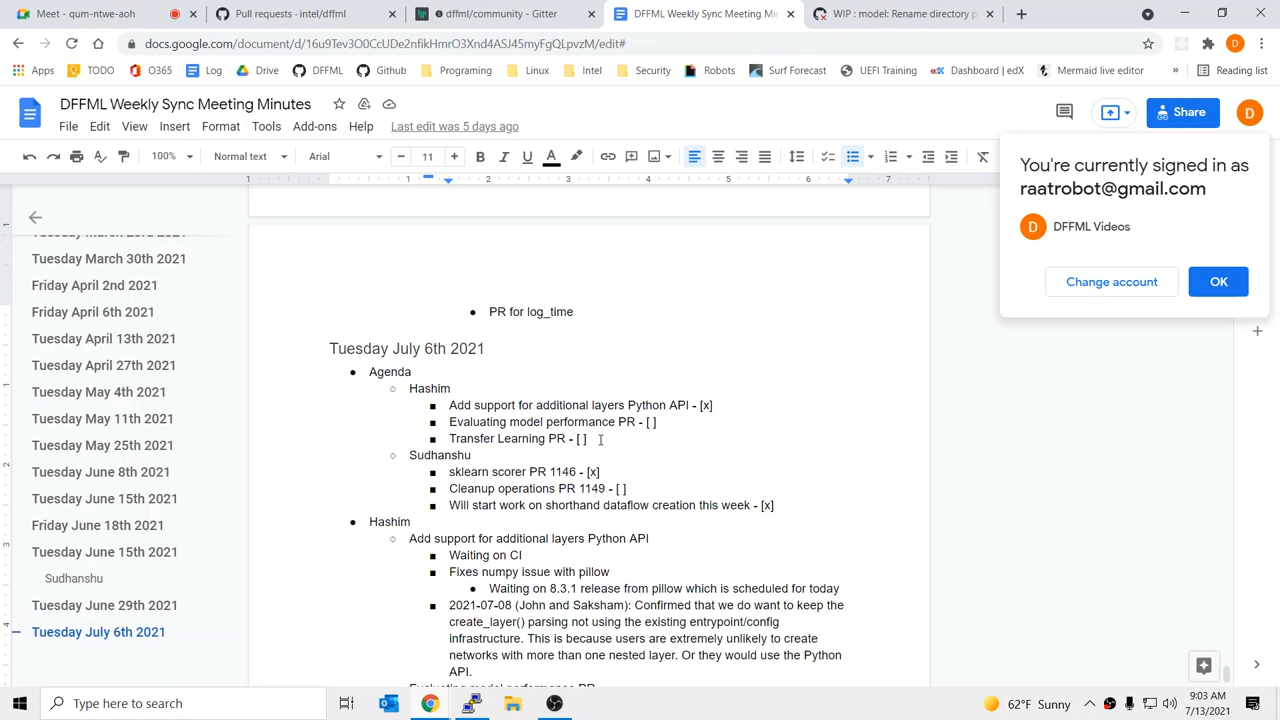 Meet - qum-ntwe-aoh
Pull requests · intel/dffml
dffml/community - Gitter
DFFML Weekly Sync Meeting Min
WIP : model: Rename directory p
docs.google.com/document/d/16u9Tev3O0CcUDe2nfikHmrO3XrxJ4ASJ45myFgQLpvzM/edit#
Apps
TODO
O365
Log
Drive
DFFML
Github
Programing
Linux
Intel
Security
Robots
Surf Forecast
UEFI Training
Dashboard | edX
Mermaid live editor
Reading list
DFFML Weekly Sync Meeting Minutes
File Edit View Insert Format Tools Add-ons Help Last edit was 5 days ago
Share
D
100% Normal text Arial 11
You're currently signed in as
raatrobot@gmail.com
D DFFML Videos
Change account OK
Tuesday March 23rd 2021
Tuesday March 30th 2021
Friday April 2nd 2021
Friday April 6th 2021
Tuesday April 13th 2021
Tuesday April 27th 2021
Tuesday May 4th 2021
Tuesday May 11th 2021
Tuesday May 25th 2021
Tuesday June 8th 2021
Tuesday June 15th 2021
Friday June 18th 2021
Tuesday June 15th 2021
Sudhanshu
Tuesday June 29th 2021
Tuesday July 6th 2021
● PR for log_time
Tuesday July 6th 2021
● Agenda
○ Hashim
■ Add support for additional layers Python API - [x]
■ Evaluating model performance PR - [ ]
■ Transfer Learning PR - [ ]
○ Sudhanshu
■ sklearn scorer PR 1146 - [x]
■ Cleanup operations PR 1149 - [ ]
■ Will start work on shorthand dataflow creation this week - [x]
● Hashim
○ Add support for additional layers Python API
■ Waiting on CI
■ Fixes numpy issue with pillow
● Waiting on 8.3.1 release from pillow which is scheduled for today
■ 2021-07-08 (John and Saksham): Confirmed that we do want to keep the
create_layer() parsing not using the existing entrypoint/config
infrastructure. This is because users are extremely unlikely to create
networks with more than one nested layer. Or they would use the Python
API.
Evaluating model performance PR
Type here to search
62°F Sunny
9:03 AM
7/13/2021